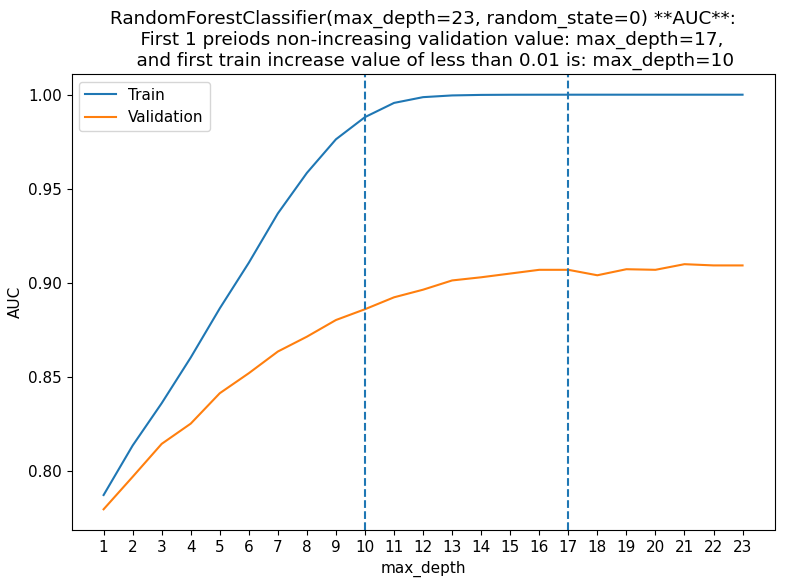 RandomForestClassifier(max_depth=23, random_state=0) **AUC**:
First 1 preiods non-increasing validation value: max_depth=17,
and first train increase value of less than 0.01 is: max_depth=10
Train
Validation
1.00
0.95
0.90
0.85
0.80
AUC
1 2 3 4 5 6 7 8 9 10 11 12 13 14 15 16 17 18 19 20 21 22 23
max_depth